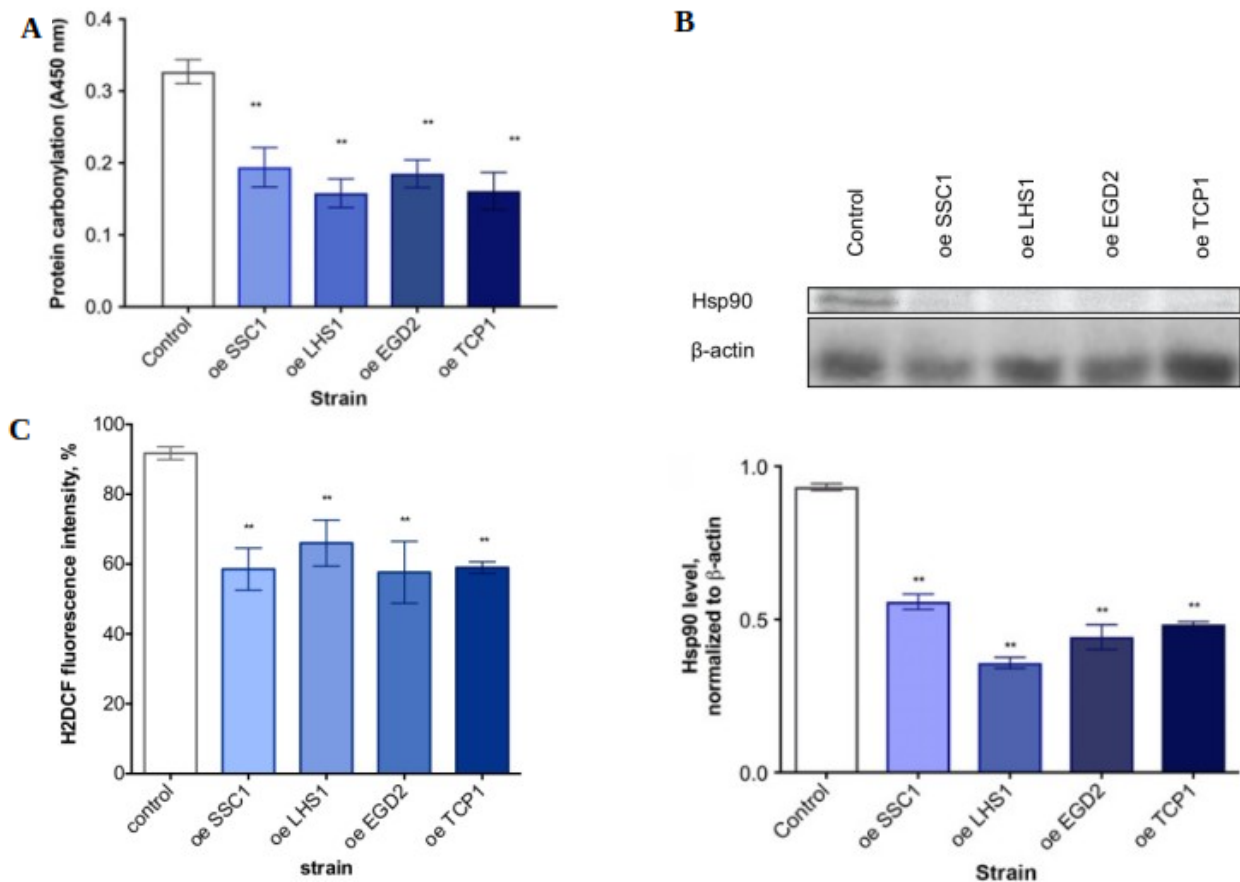 A
Protein carbonylation (A450 nm)
0.4
0.3
0.2
0.1
0.0
**
**
**
**
Control
oe SSC1
oe LHS1
oe EGD2
oe TCP1
Strain
B
Control
oe SSC1
oe LHS1
oe EGD2
oe TCP1
Hsp90
β-actin
C
H2DCF fluorescence intensity, %
100
80
60
40
20
0
**
**
**
**
control
oe SSC1
oe LHS1
oe EGD2
oe TCP1
strain
Hsp90 level,
normalized to β-actin
1.0
0.5
0.0
**
**
**
**
Control
oe SSC1
oe LHS1
oe EGD2
oe TCP1
Strain